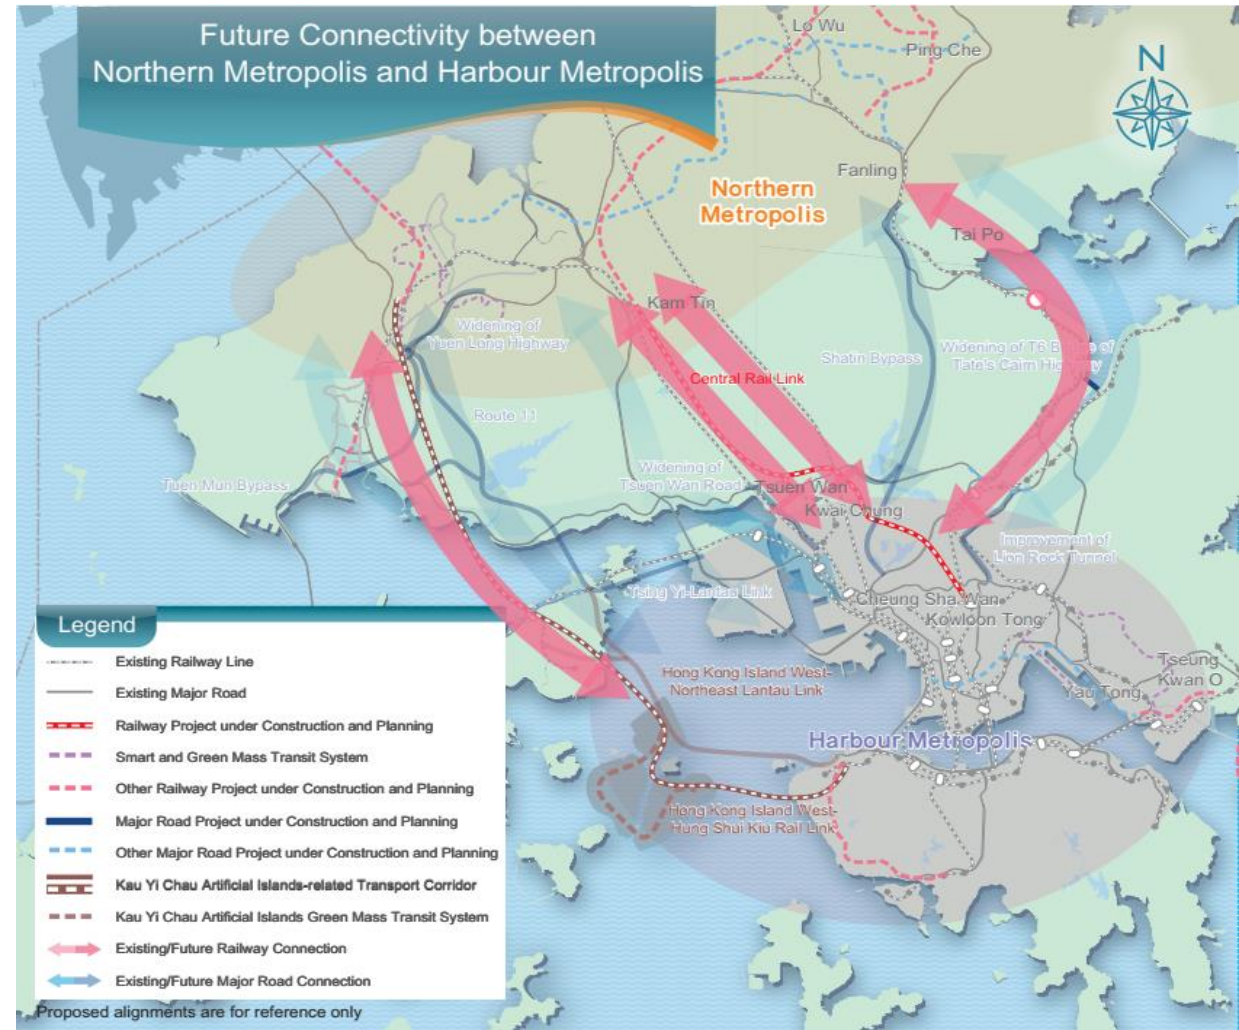 Future Connectivity between
Northern Metropolis and Harbour Metropolis
N
Lo Wu
Ping Che
Fanling
Northern
Metropolis
Tai Po
Kam Tin
Widening of
Yuen Long Highway
Shatin Bypass
Widening of T6 Bridge of
Tate's Cairn Highway
Central Rail Link
Route 11
Widening of
Tsuen Wan Road
Tuen Mun Bypass
Tsuen Wan
Kwai Chung
Improvement of
Lion Rock Tunnel
Tsing Yi-Lantau Link
Cheung Sha Wan
Kowloon Tong
Tseung
Kwan O
Yau Tong
Hong Kong Island West-
Northeast Lantau Link
Harbour Metropolis
Hong Kong Island West-
Hung Shui Kiu Rail Link
Legend
Existing Railway Line
Existing Major Road
Railway Project under Construction and Planning
Smart and Green Mass Transit System
Other Railway Project under Construction and Planning
Major Road Project under Construction and Planning
Other Major Road Project under Construction and Planning
Kau Yi Chau Artificial Islands-related Transport Corridor
Kau Yi Chau Artificial Islands Green Mass Transit System
Existing/Future Railway Connection
Existing/Future Major Road Connection
Proposed alignments are for reference only